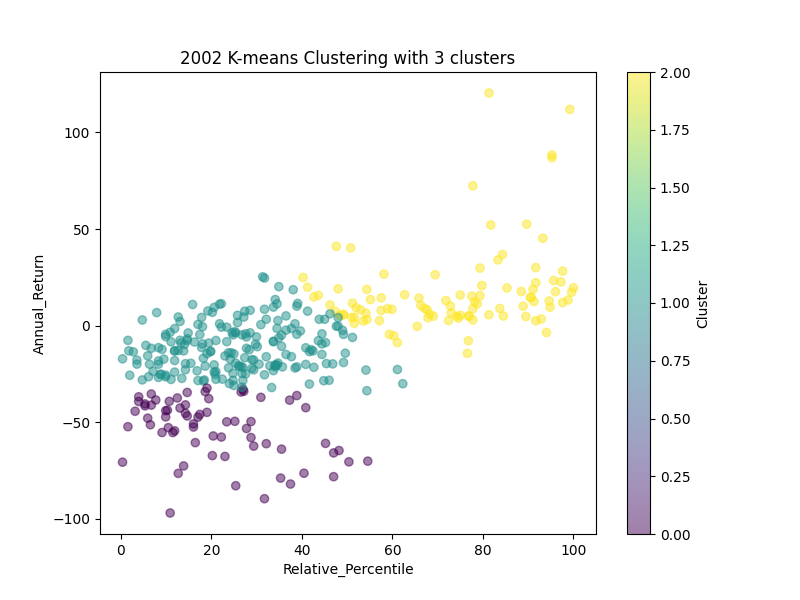 2002 K-means Clustering with 3 clusters
Annual_Return
100
50
0
−50
−100
0 20 40 60 80 100
Relative_Percentile
2.00
1.75
1.50
1.25
1.00
0.75
0.50
0.25
0.00
Cluster